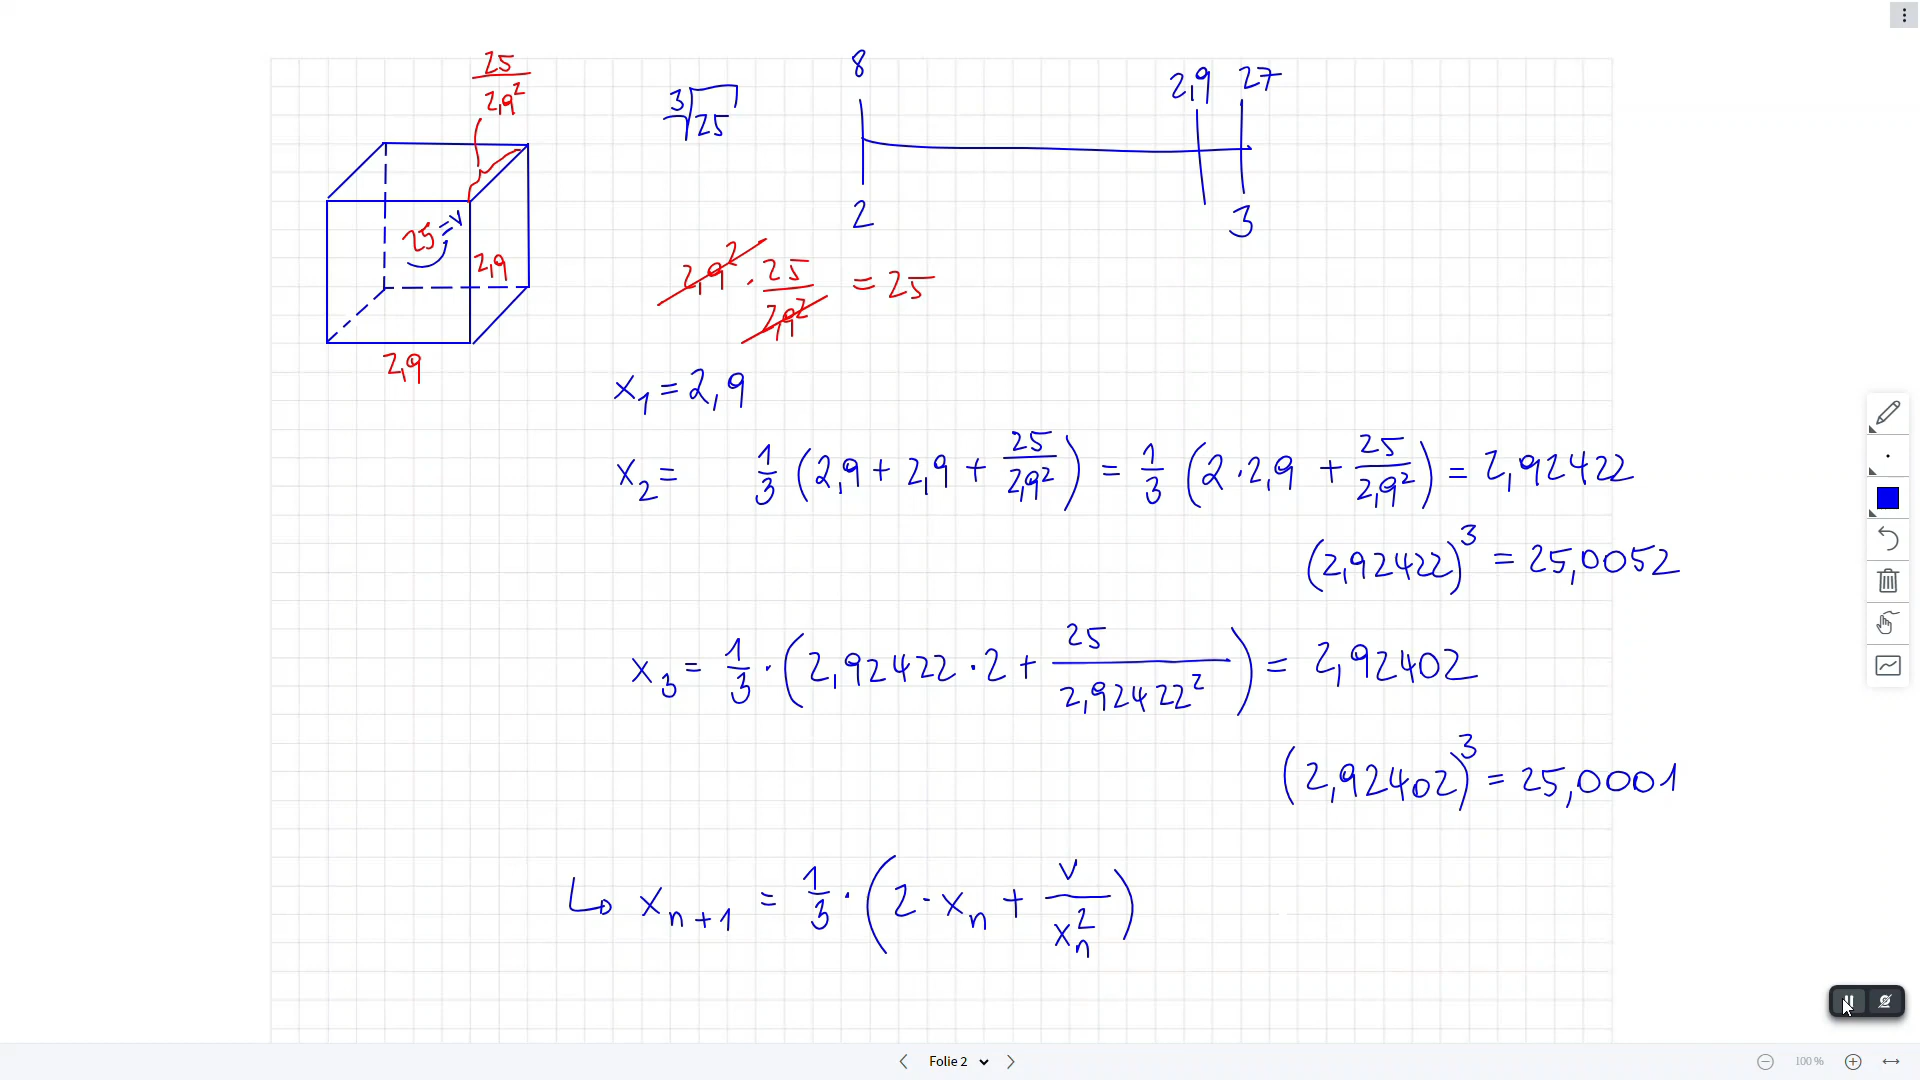 25/2,9²
³√25
8
2,9 27
2
3
25 = V
2,9
2,9
2,9² · 25/2,9² = 25
x₁ = 2,9
x₂ = 1/3 (2,9 + 2,9 + 25/2,9²) = 1/3 (2 · 2,9 + 25/2,9²) = 2,92422
(2,92422)³ = 25,0052
x₃ = 1/3 · (2,92422 · 2 + 25/2,92422²) = 2,92402
(2,92402)³ = 25,0001
↳ xₙ₊₁ = 1/3 · (2 · xₙ + V/xₙ²)
Folie 2
100 %